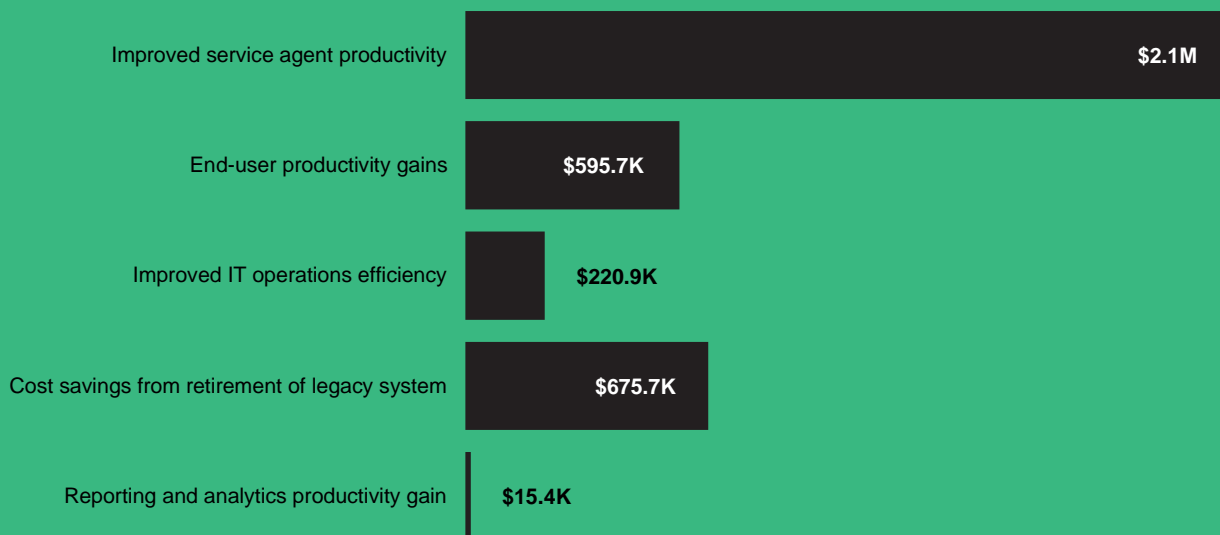 Improved service agent productivity $2.1M
End-user productivity gains $595.7K
Improved IT operations efficiency $220.9K
Cost savings from retirement of legacy system $675.7K
Reporting and analytics productivity gain $15.4K